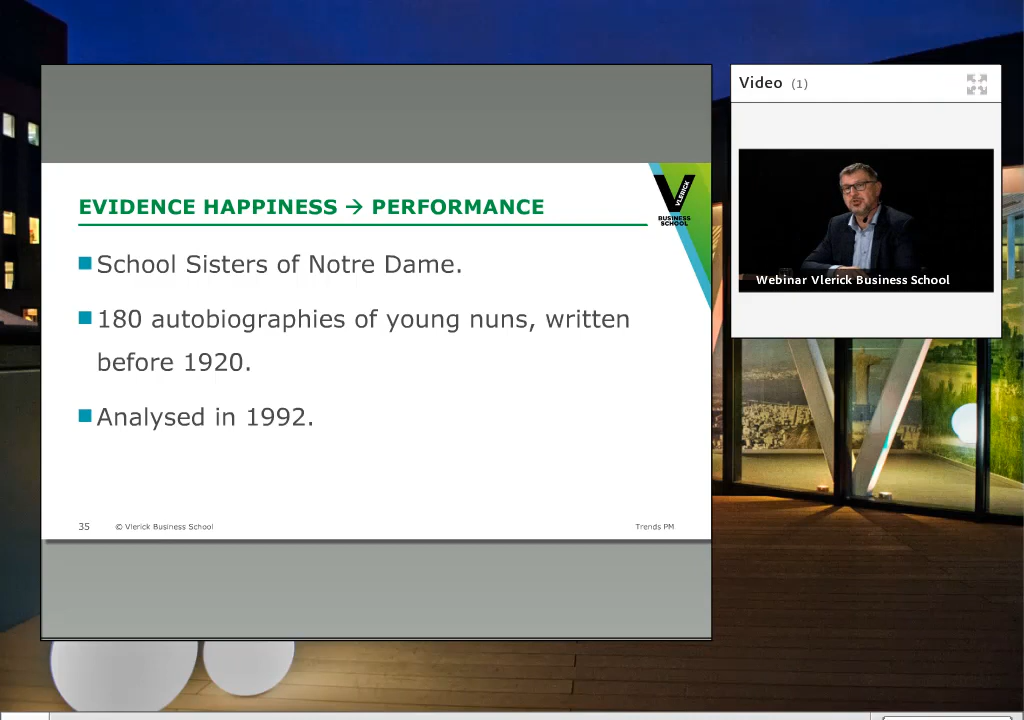 Video (1)
EVIDENCE HAPPINESS → PERFORMANCE
VLERICK
BUSINESS
SCHOOL
School Sisters of Notre Dame.
180 autobiographies of young nuns, written
before 1920.
Analysed in 1992.
Webinar Vlerick Business School
35 © Vlerick Business School Trends PM